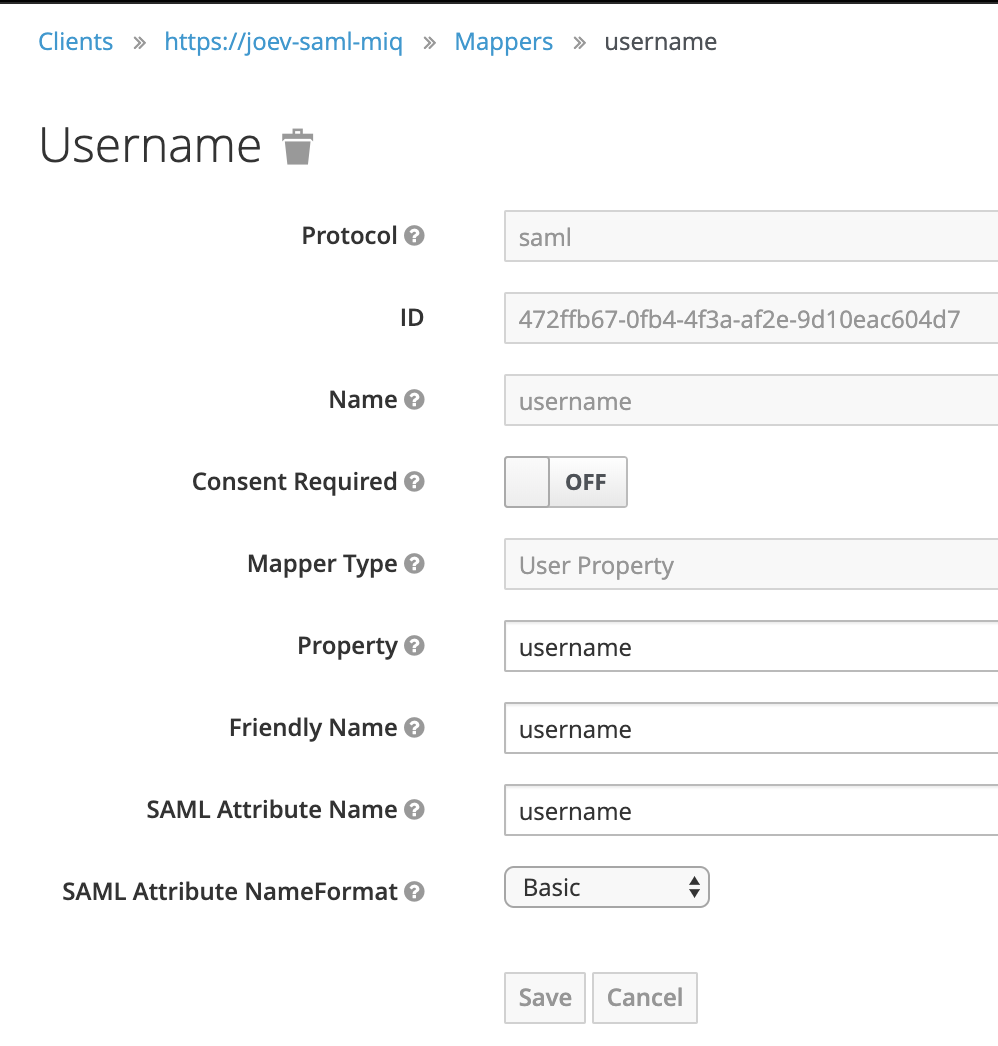 Clients » https://joev-saml-miq » Mappers » username
Username
Protocol ? saml
ID 472ffb67-0fb4-4f3a-af2e-9d10eac604d7
Name ? username
Consent Required ? OFF
Mapper Type ? User Property
Property ? username
Friendly Name ? username
SAML Attribute Name ? username
SAML Attribute NameFormat ? Basic
Save Cancel